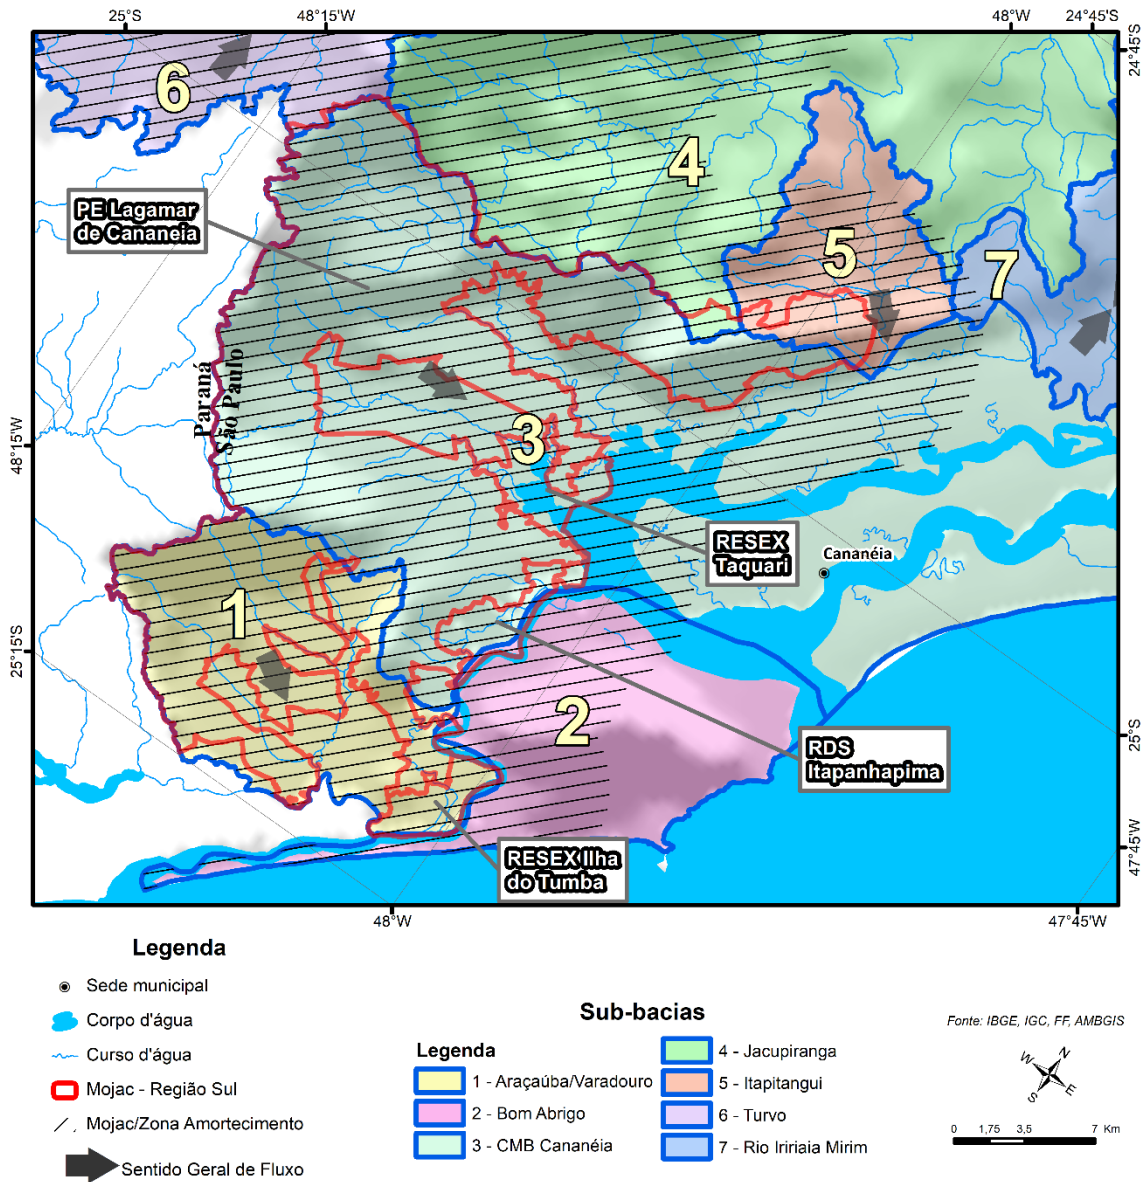 25°S
48°15'W
48°W
24°45'S
24°45'S
6
4
PE Lagamar
de Cananeia
5
7
Paraná
São Paulo
48°15'W
3
RESEX
Taquari
Cananéia
1
25°15'S
2
25°S
RDS
Itapanhapima
RESEX Ilha
do Tumba
47°45'W
48°W
47°45'W
Legenda
Sede municipal
Corpo d'água
Curso d'água
Mojac - Região Sul
Mojac/Zona Amortecimento
Sentido Geral de Fluxo
Sub-bacias
Legenda
1 - Araçaúba/Varadouro
2 - Bom Abrigo
3 - CMB Cananéia
4 - Jacupiranga
5 - Itapitangui
6 - Turvo
7 - Rio Iririaia Mirim
Fonte: IBGE, IGC, FF, AMBGIS
N
W
E
S
0 1,75 3,5 7 Km